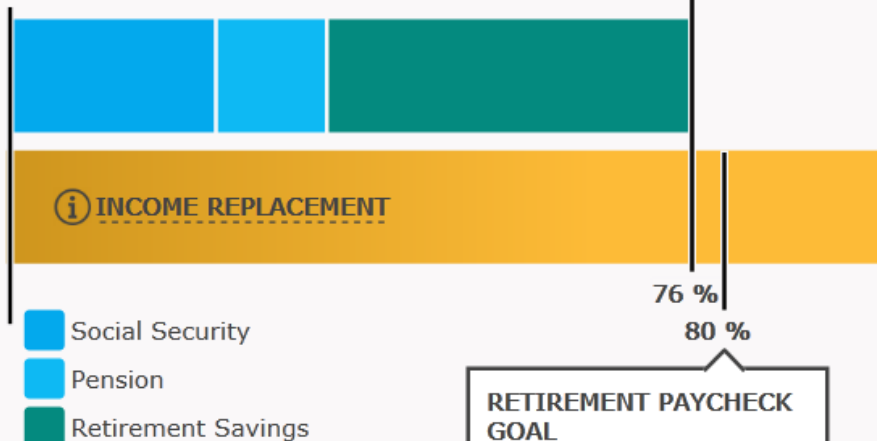 INCOME REPLACEMENT
76 %
80 %
Social Security
Pension
Retirement Savings
RETIREMENT PAYCHECK
GOAL